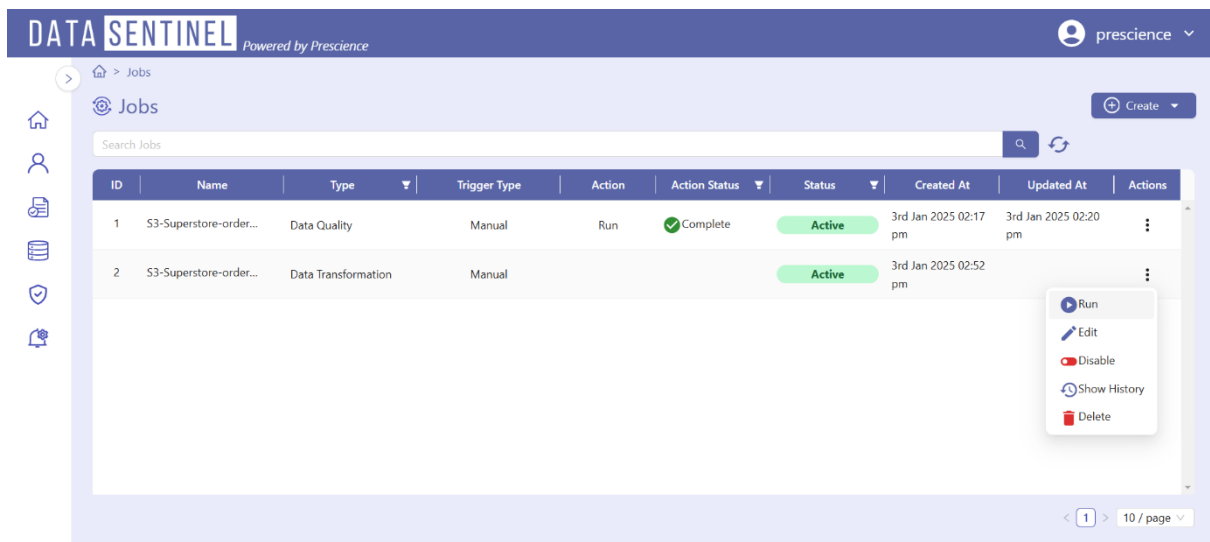 DATA SENTINEL Powered by Prescience
prescience
> Jobs
Jobs
Create
Search Jobs
ID Name Type Trigger Type Action Action Status Status Created At Updated At Actions
1 S3-Superstore-order... Data Quality Manual Run Complete Active 3rd Jan 2025 02:17 pm 3rd Jan 2025 02:20 pm
2 S3-Superstore-order... Data Transformation Manual Active 3rd Jan 2025 02:52 pm
Run
Edit
Disable
Show History
Delete
< 1 > 10 / page